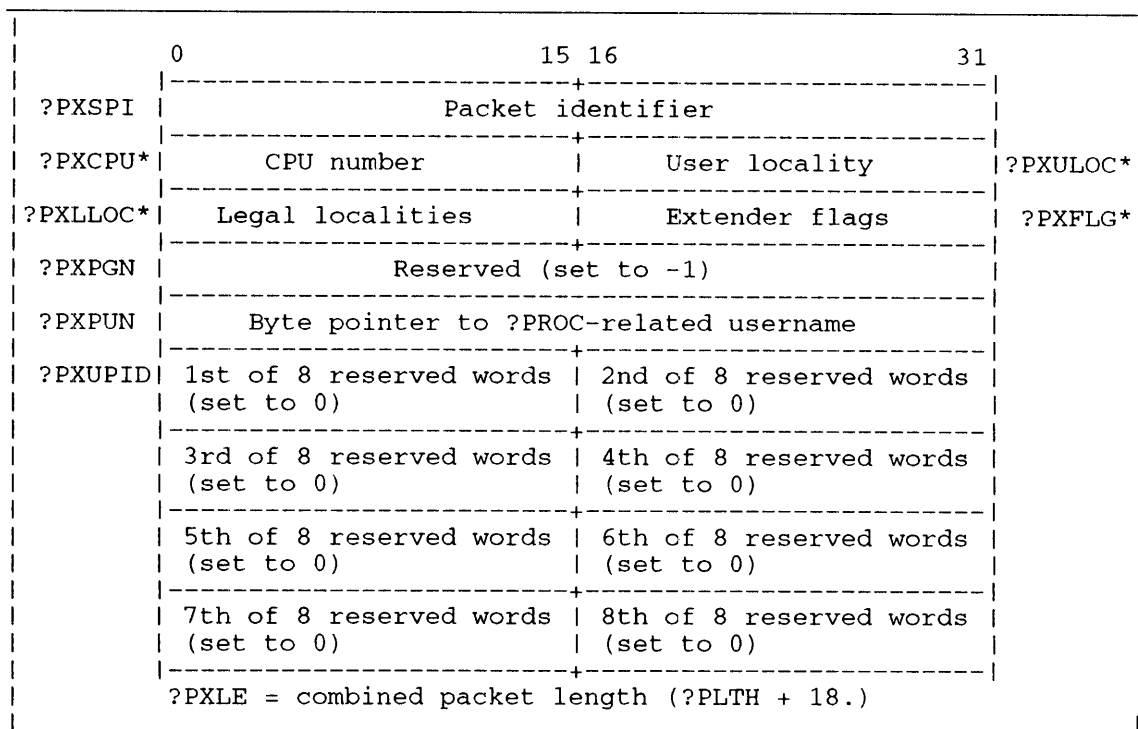 0 15 16 31
?PXSPI Packet identifier
?PXCPU* CPU number User locality ?PXULOC*
?PXLLOC* Legal localities Extender flags ?PXFLG*
?PXPGN Reserved (set to -1)
?PXPUN Byte pointer to ?PROC-related username
?PXUPID 1st of 8 reserved words 2nd of 8 reserved words
(set to 0) (set to 0)
3rd of 8 reserved words 4th of 8 reserved words
(set to 0) (set to 0)
5th of 8 reserved words 6th of 8 reserved words
(set to 0) (set to 0)
7th of 8 reserved words 8th of 8 reserved words
(set to 0) (set to 0)
?PXLE = combined packet length (?PLTH + 18.)